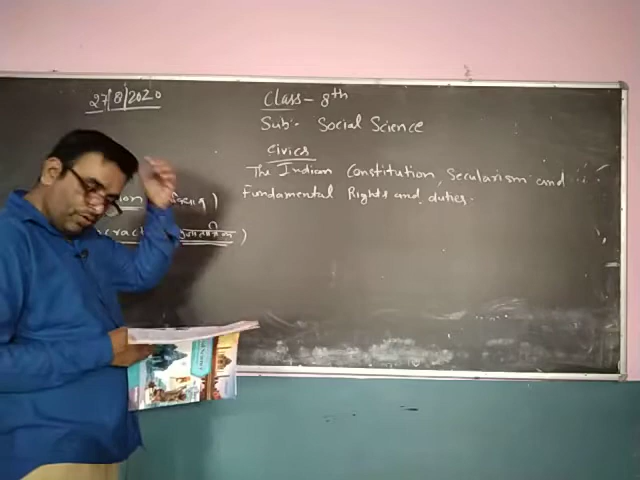 27/8/2020
Class - 8th
Sub:- Social Science
Civics
The Indian Constitution, Secularism and
Fundamental Rights and duties.